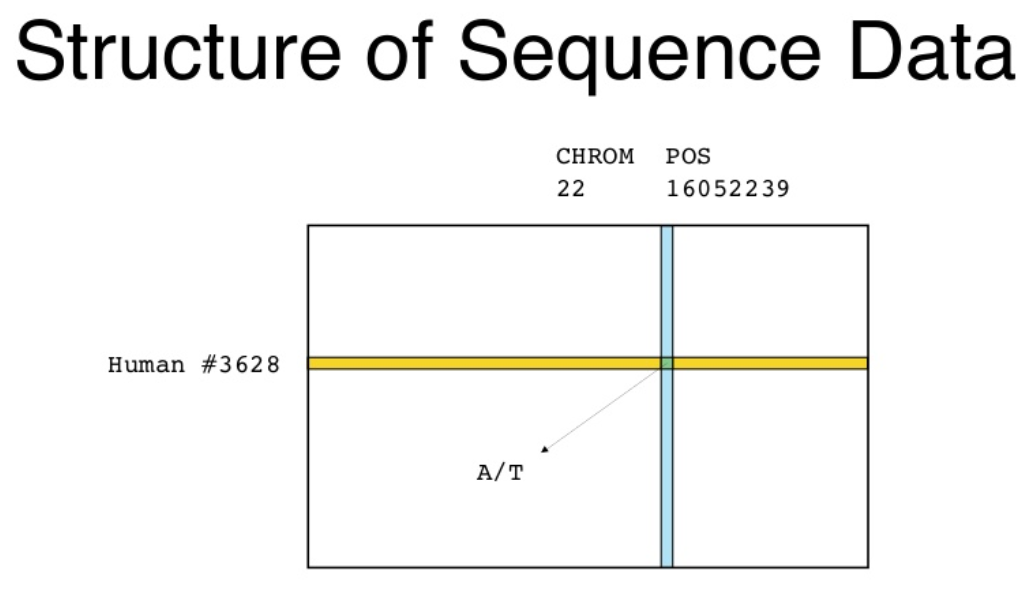 Structure of Sequence Data
CHROM POS
22 16052239
Human #3628
A/T